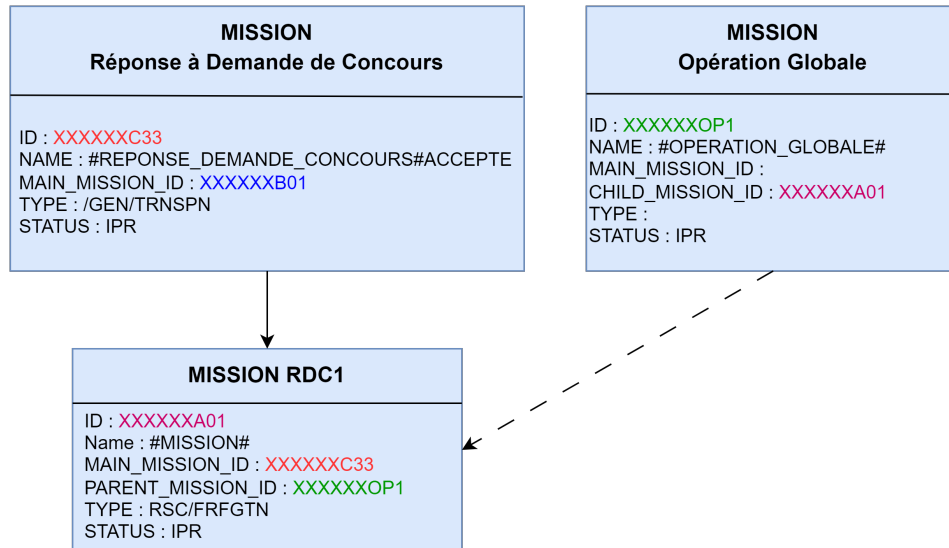 MISSION
Réponse à Demande de Concours
ID : XXXXXXC33
NAME : #REPONSE_DEMANDE_CONCOURS#ACCEPTE
MAIN_MISSION_ID : XXXXXXB01
TYPE : /GEN/TRNSPN
STATUS : IPR
MISSION
Opération Globale
ID : XXXXXXOP1
NAME : #OPERATION_GLOBALE#
MAIN_MISSION_ID :
CHILD_MISSION_ID : XXXXXXA01
TYPE :
STATUS : IPR
MISSION RDC1
ID : XXXXXXA01
Name : #MISSION#
MAIN_MISSION_ID : XXXXXXC33
PARENT_MISSION_ID : XXXXXXOP1
TYPE : RSC/FRFGTN
STATUS : IPR